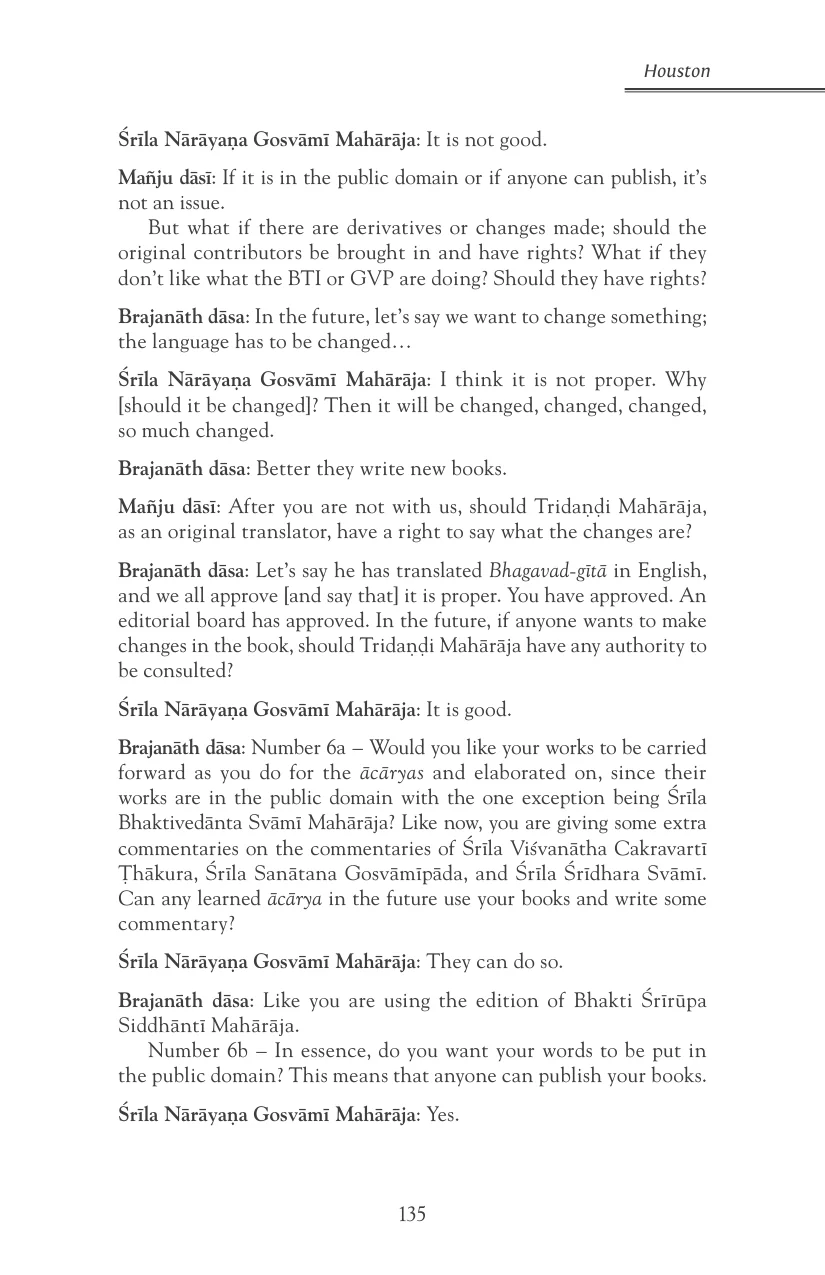 Houston
Śrīla Nārāyaṇa Gosvāmī Mahārāja: It is not good.
Mañju dāsī: If it is in the public domain or if anyone can publish, it’s
not an issue.
But what if there are derivatives or changes made; should the
original contributors be brought in and have rights? What if they
don’t like what the BTI or GVP are doing? Should they have rights?
Brajanāth dāsa: In the future, let’s say we want to change something;
the language has to be changed…
Śrīla Nārāyaṇa Gosvāmī Mahārāja: I think it is not proper. Why
[should it be changed]? Then it will be changed, changed, changed,
so much changed.
Brajanāth dāsa: Better they write new books.
Mañju dāsī: After you are not with us, should Tridaṇḍi Mahārāja,
as an original translator, have a right to say what the changes are?
Brajanāth dāsa: Let’s say he has translated Bhagavad-gītā in English,
and we all approve [and say that] it is proper. You have approved. An
editorial board has approved. In the future, if anyone wants to make
changes in the book, should Tridaṇḍi Mahārāja have any authority to
be consulted?
Śrīla Nārāyaṇa Gosvāmī Mahārāja: It is good.
Brajanāth dāsa: Number 6a – Would you like your works to be carried
forward as you do for the ācāryas and elaborated on, since their
works are in the public domain with the one exception being Śrīla
Bhaktivedānta Svāmī Mahārāja? Like now, you are giving some extra
commentaries on the commentaries of Śrīla Viśvanātha Cakravartī
Ṭhākura, Śrīla Sanātana Gosvāmīpāda, and Śrīla Śrīdhara Svāmī.
Can any learned ācārya in the future use your books and write some
commentary?
Śrīla Nārāyaṇa Gosvāmī Mahārāja: They can do so.
Brajanāth dāsa: Like you are using the edition of Bhakti Śrīrūpa
Siddhāntī Mahārāja.
Number 6b – In essence, do you want your words to be put in
the public domain? This means that anyone can publish your books.
Śrīla Nārāyaṇa Gosvāmī Mahārāja: Yes.
135